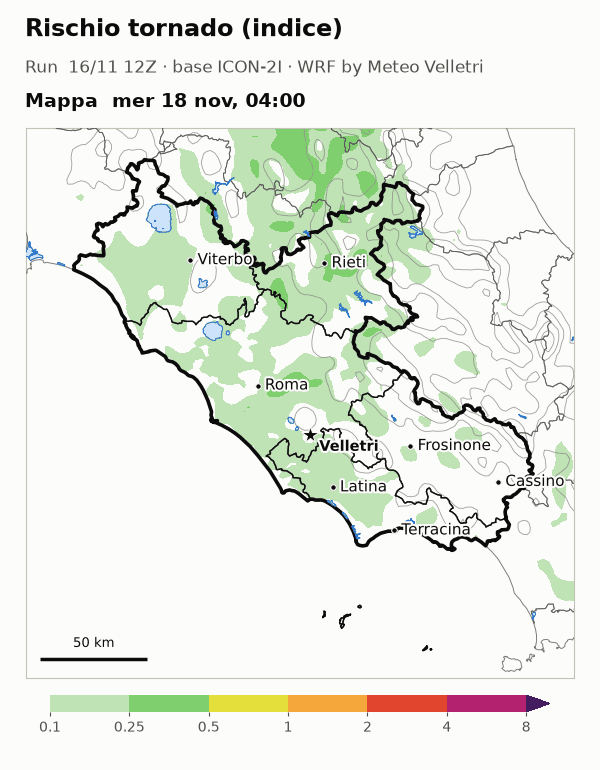 Rischio tornado (indice)
Run 16/11 12Z · base ICON-2I · WRF by Meteo Velletri
Mappa mer 18 nov, 04:00
Viterbo
Rieti
Roma
Velletri
Frosinone
Cassino
Latina
Terracina
50 km
0.1 0.25 0.5 1 2 4 8